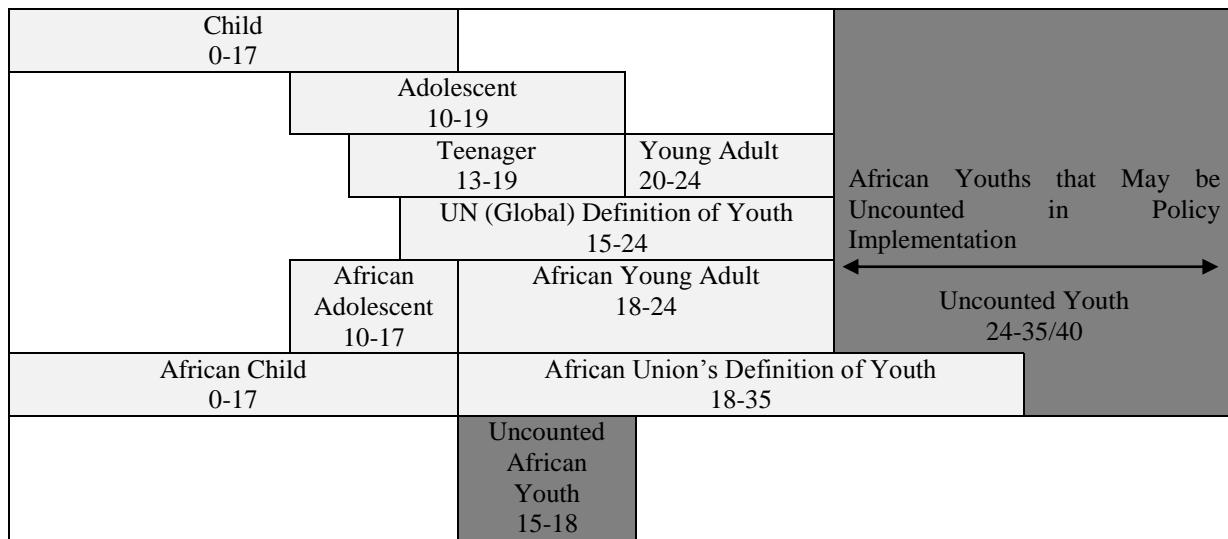 Child
0-17
Adolescent
10-19
Teenager
13-19
Young Adult
20-24
African Youths that May be
Uncounted in Policy
Implementation
UN (Global) Definition of Youth
15-24
African
Adolescent
10-17
African Young Adult
18-24
Uncounted Youth
24-35/40
African Child
0-17
African Union’s Definition of Youth
18-35
Uncounted
African
Youth
15-18